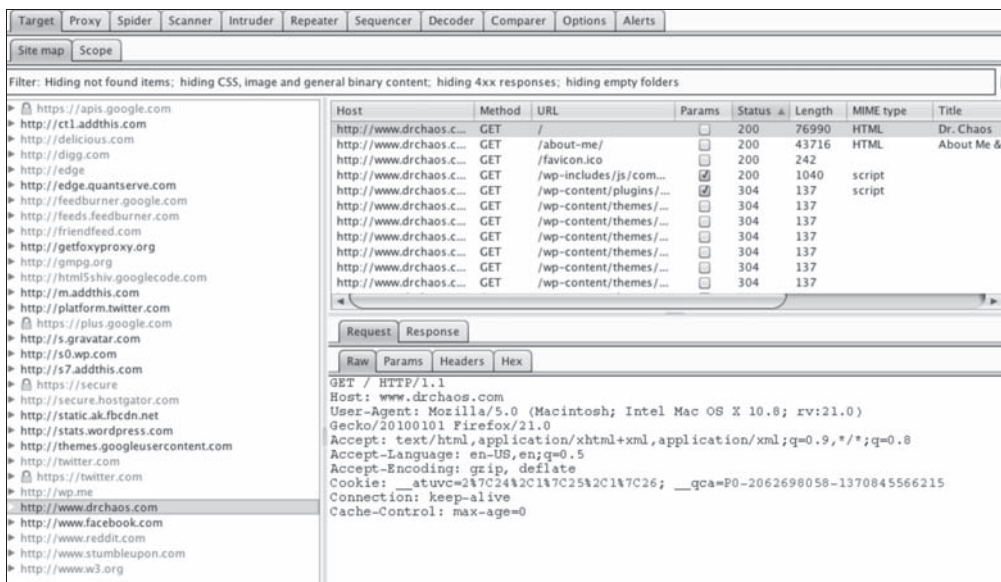 Target Proxy Spider Scanner Intruder Repeater Sequencer Decoder Comparer Options Alerts
Site map Scope
Filter: Hiding not found items; hiding CSS, image and general binary content; hiding 4xx responses; hiding empty folders
https://apis.google.com
http://ct1.addthis.com
http://delicious.com
http://digg.com
http://edge
http://edge.quantserve.com
http://feedburner.google.com
http://feeds.feedburner.com
http://friendfeed.com
http://getfoxyproxy.org
http://gmpg.org
http://html5shiv.googlecode.com
http://m.addthis.com
http://platform.twitter.com
https://plus.google.com
http://s.gravatar.com
http://s0.wp.com
http://s7.addthis.com
https://secure
http://secure.hostgator.com
http://static.ak.fbcdn.net
http://stats.wordpress.com
http://themes.googleusercontent.com
http://twitter.com
https://twitter.com
http://wp.me
http://www.drchaos.com
http://www.facebook.com
http://www.reddit.com
http://www.stumbleupon.com
http://www.w3.org
Host Method URL Params Status Length MIME type Title
http://www.drchaos.c... GET / 200 76990 HTML Dr. Chaos
http://www.drchaos.c... GET /about-me/ 200 43716 HTML About Me &
http://www.drchaos.c... GET /favicon.ico 200 242
http://www.drchaos.c... GET /wp-includes/js/com... 200 1040 script
http://www.drchaos.c... GET /wp-content/plugins/... 304 137 script
http://www.drchaos.c... GET /wp-content/themes/... 304 137
http://www.drchaos.c... GET /wp-content/themes/... 304 137
http://www.drchaos.c... GET /wp-content/themes/... 304 137
http://www.drchaos.c... GET /wp-content/themes/... 304 137
http://www.drchaos.c... GET /wp-content/themes/... 304 137
http://www.drchaos.c... GET /wp-content/themes/... 304 137
Request Response
Raw Params Headers Hex
GET / HTTP/1.1
Host: www.drchaos.com
User-Agent: Mozilla/5.0 (Macintosh; Intel Mac OS X 10.8; rv:21.0)
Gecko/20100101 Firefox/21.0
Accept: text/html,application/xhtml+xml,application/xml;q=0.9,*/*;q=0.8
Accept-Language: en-US,en;q=0.5
Accept-Encoding: gzip, deflate
Cookie: __atuvc=2%7C24%2C1%7C25%2C1%7C26; __qca=P0-2062698058-1370845566215
Connection: keep-alive
Cache-Control: max-age=0